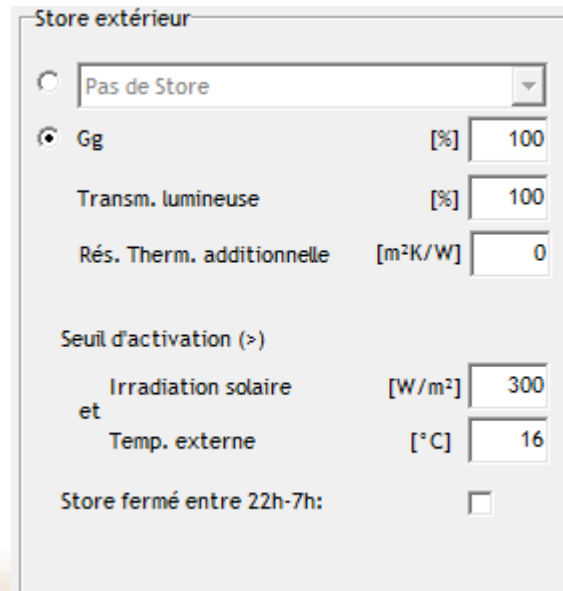 Store extérieur
Pas de Store
Gg [%] 100
Transm. lumineuse [%] 100
Rés. Therm. additionnelle [m²K/W] 0
Seuil d'activation (>)
Irradiation solaire [W/m²] 300
et
Temp. externe [°C] 16
Store fermé entre 22h-7h: